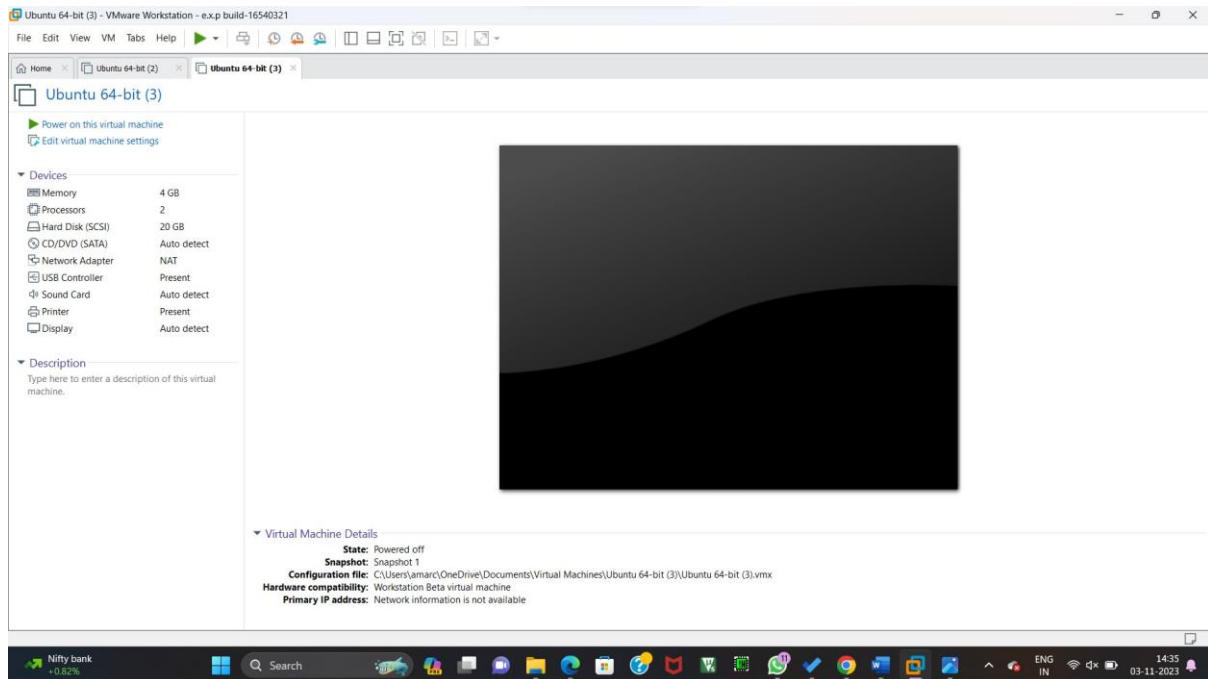 Ubuntu 64-bit (3) - VMware Workstation - e.x.p build-16540321
File Edit View VM Tabs Help
Home Ubuntu 64-bit (2) Ubuntu 64-bit (3)
Ubuntu 64-bit (3)
Power on this virtual machine
Edit virtual machine settings
Devices
Memory 4 GB
Processors 2
Hard Disk (SCSI) 20 GB
CD/DVD (SATA) Auto detect
Network Adapter NAT
USB Controller Present
Sound Card Auto detect
Printer Present
Display Auto detect
Description
Type here to enter a description of this virtual
machine.
Virtual Machine Details
State: Powered off
Snapshot: Snapshot 1
Configuration file: C:\Users\amarc\OneDrive\Documents\Virtual Machines\Ubuntu 64-bit (3)\Ubuntu 64-bit (3).vmx
Hardware compatibility: Workstation Beta virtual machine
Primary IP address: Network information is not available
Nifty bank
+0.82%
Search
ENG
IN
14:35
03-11-2023